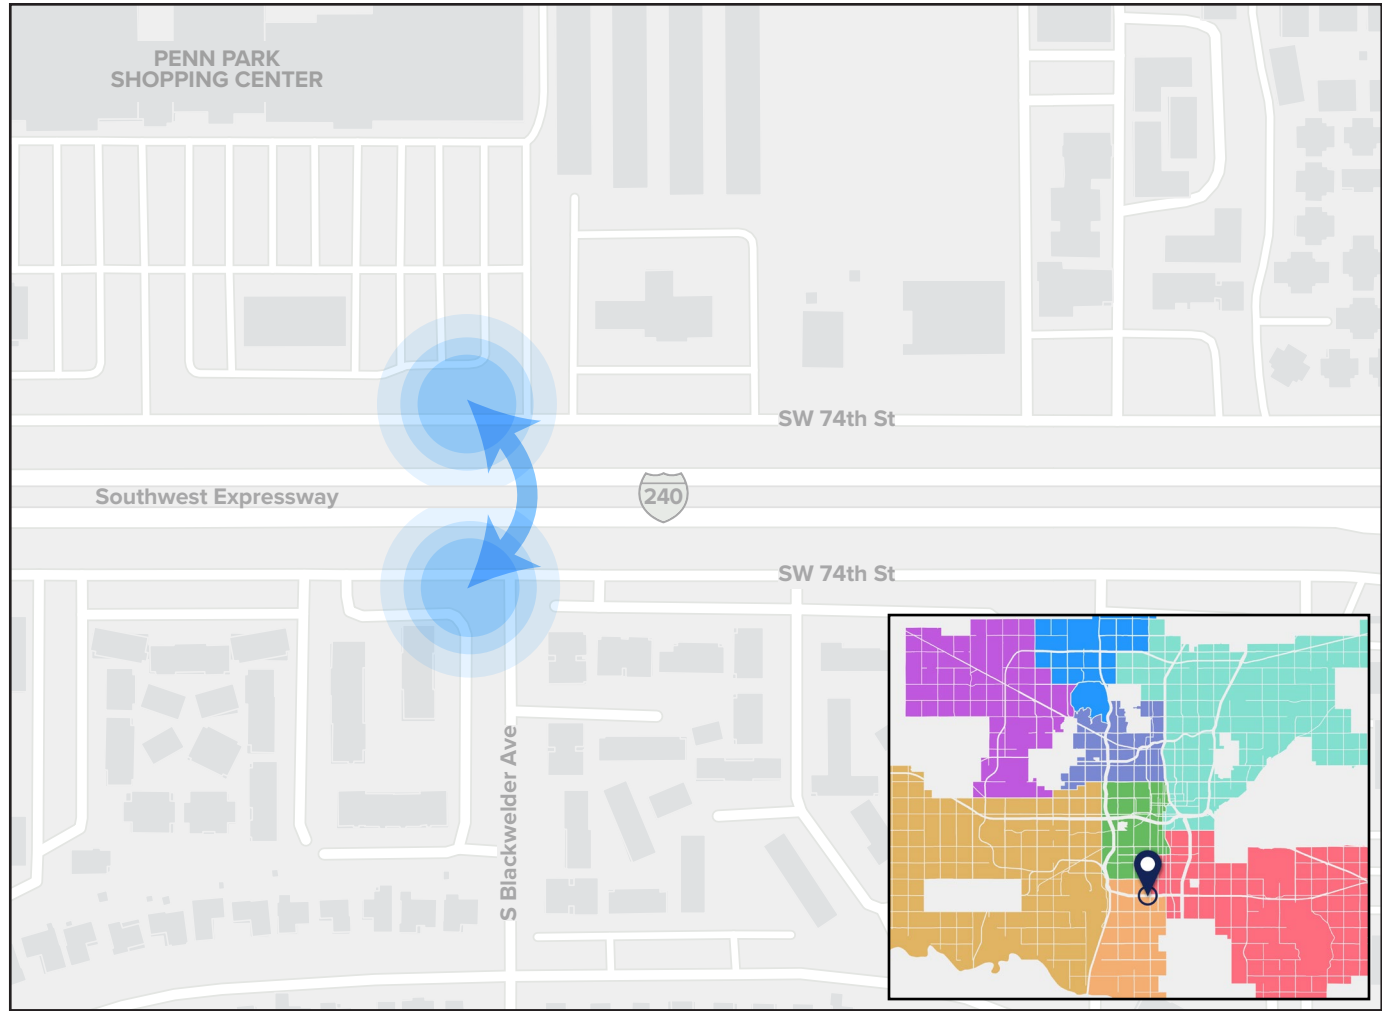 PENN PARK
SHOPPING CENTER
SW 74th St
Southwest Expressway
240
SW 74th St
S Blackwelder Ave